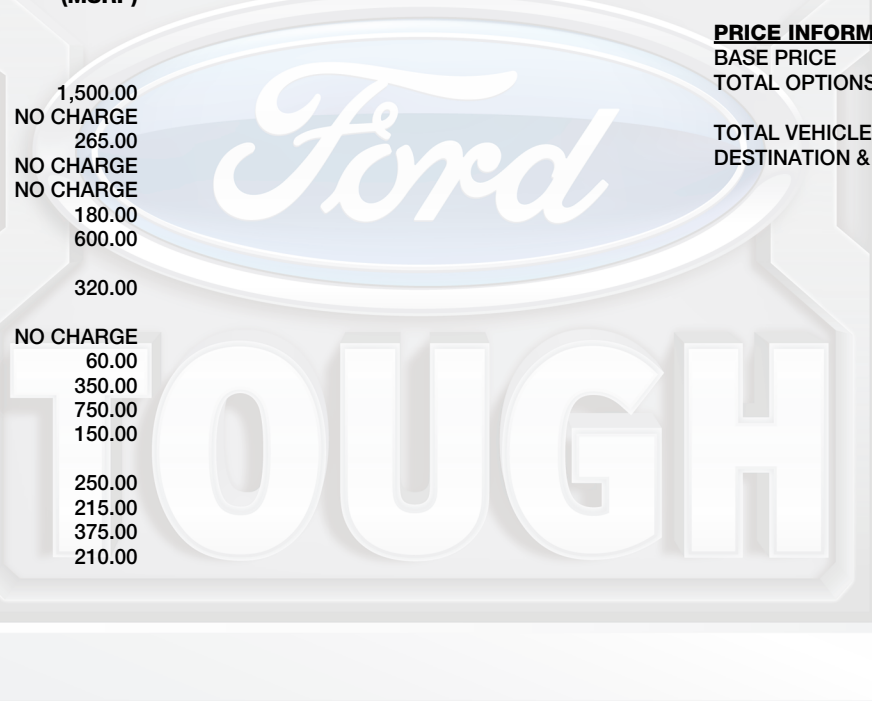 (MSRP)
1,500.00
NO CHARGE
265.00
NO CHARGE
NO CHARGE
180.00
600.00
320.00
NO CHARGE
60.00
350.00
750.00
150.00
250.00
215.00
375.00
210.00
PRICE INFORM
BASE PRICE
TOTAL OPTIONS
TOTAL VEHICLE
DESTINATION &
Ford
TOUGH